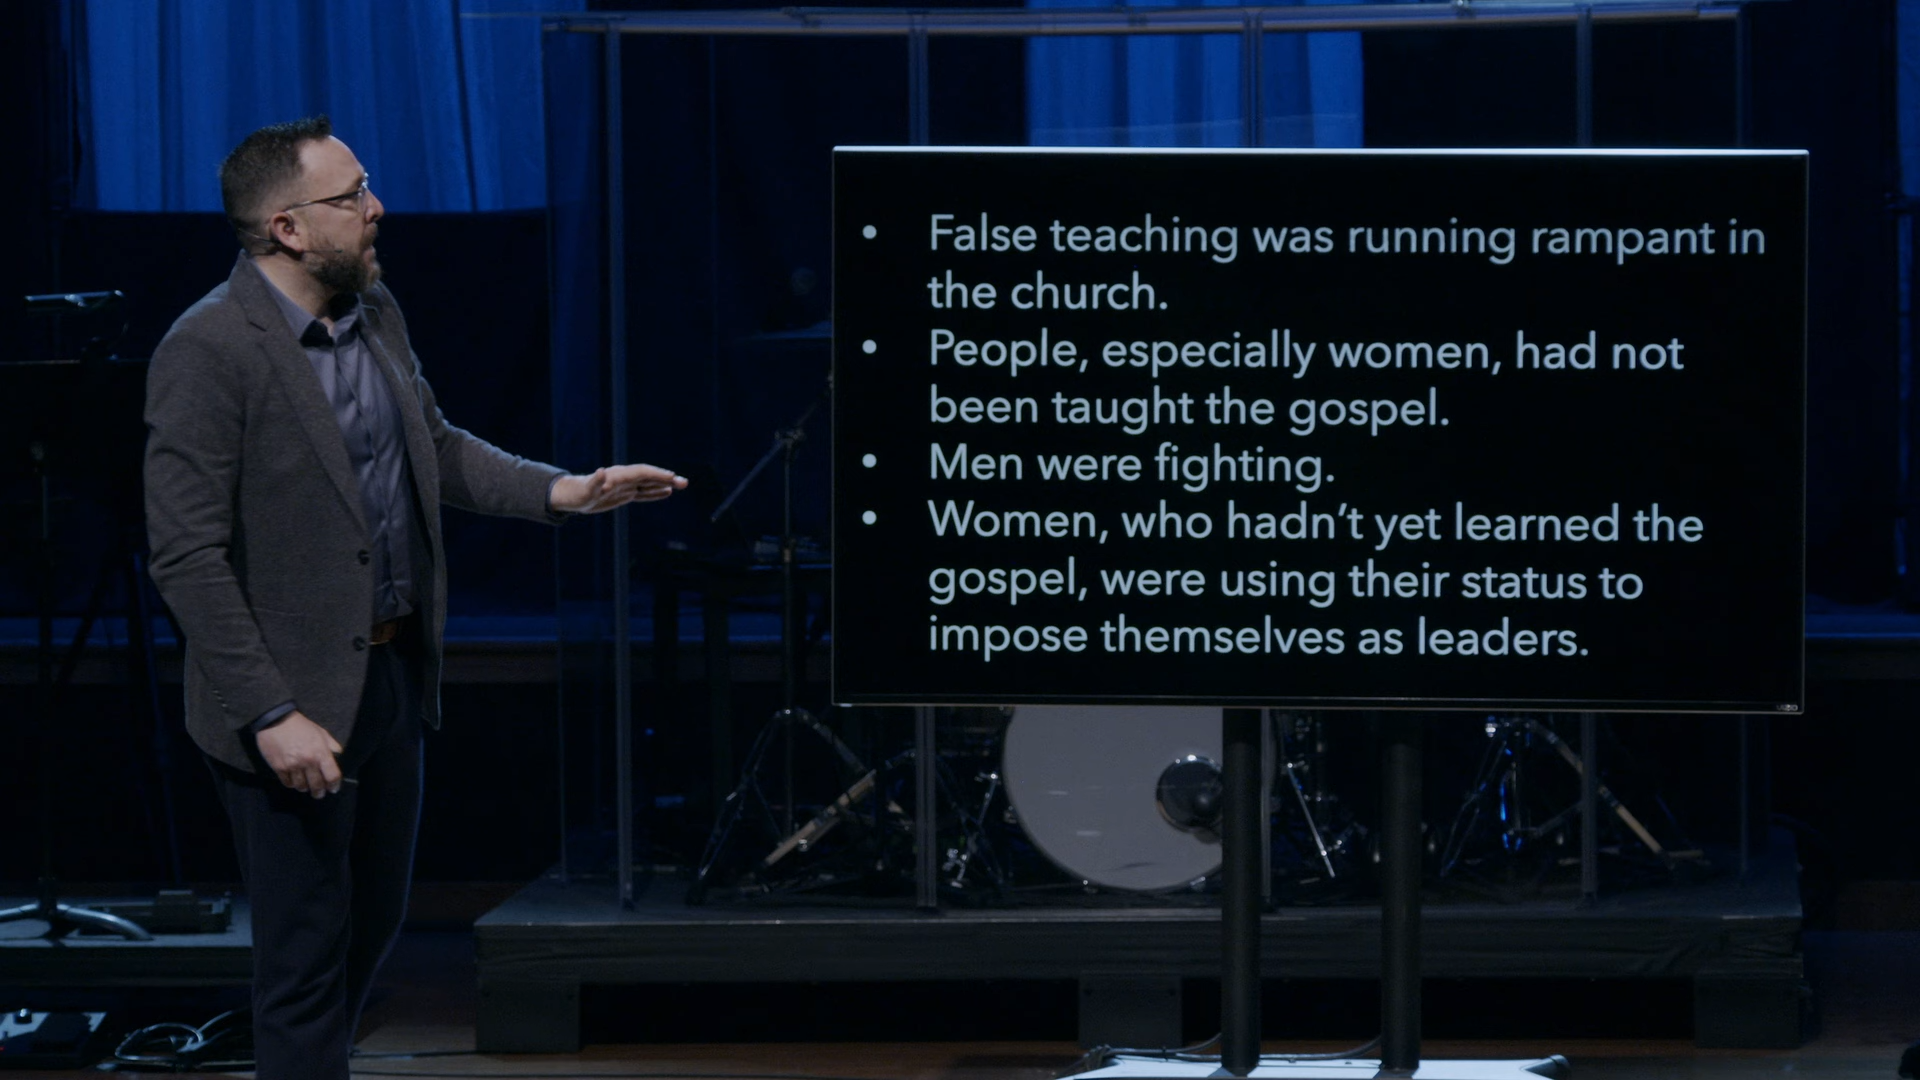 • False teaching was running rampant in
the church.
• People, especially women, had not
been taught the gospel.
• Men were fighting.
• Women, who hadn’t yet learned the
gospel, were using their status to
impose themselves as leaders.
VIZIO